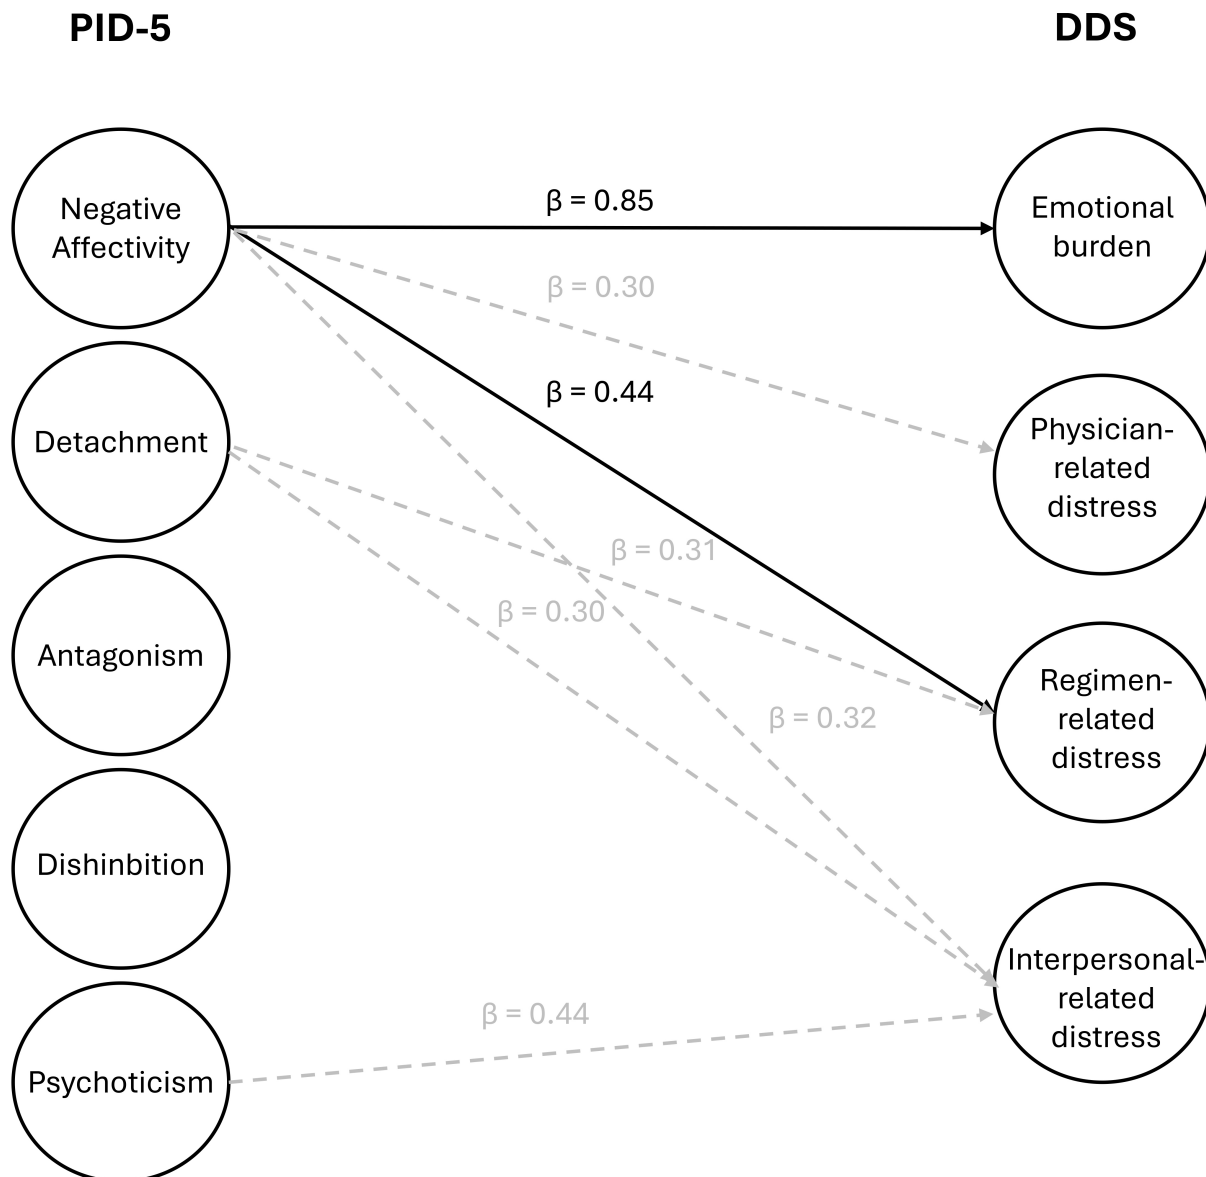 PID-5
DDS
Negative
Affectivity
β = 0.85
Emotional
burden
β = 0.30
β = 0.44
Detachment
Physician-
related
distress
β = 0.31
β = 0.30
Antagonism
Regimen-
related
distress
β = 0.32
Dishinbition
Interpersonal-
related
distress
β = 0.44
Psychoticism